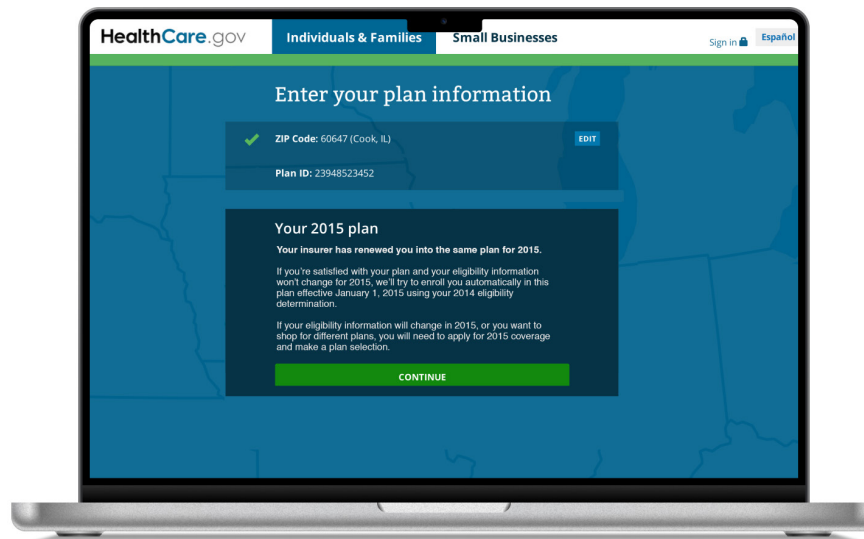 HealthCare.gov
Individuals & Families
Small Businesses
Sign in
Español
Enter your plan information
ZIP Code: 60647 (Cook, IL)
EDIT
Plan ID: 23948523452
Your 2015 plan
Your insurer has renewed you into the same plan for 2015.
If you're satisfied with your plan and your eligibility information
won't change for 2015, we'll try to enroll you automatically in this
plan effective January 1, 2015 using your 2014 eligibility
determination.
If your eligibility information will change in 2015, or you want to
shop for different plans, you will need to apply for 2015 coverage
and make a plan selection.
CONTINUE